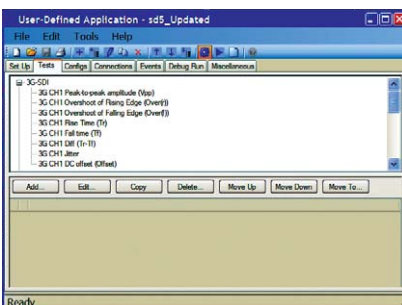 User-Defined Application - sd5_Updated
File Edit Tools Help
Set Up Tests Configs Connections Events Debug Run Miscellaneous
3G-SDI
3G CH1 Peak-to-peak amplitude (Vpp)
3G CH1 Overshoot of Rising Edge (Over(r))
3G CH1 Overshoot of Falling Edge (Over(f))
3G CH1 Rise Time (Tr)
3G CH1 Fall time (Tf)
3G CH1 Diff (Tr-Tf)
3G CH1 Jitter
3G CH1 DC offset (Offset)
Add... Edit... Copy Delete... Move Up Move Down Move To...
Ready